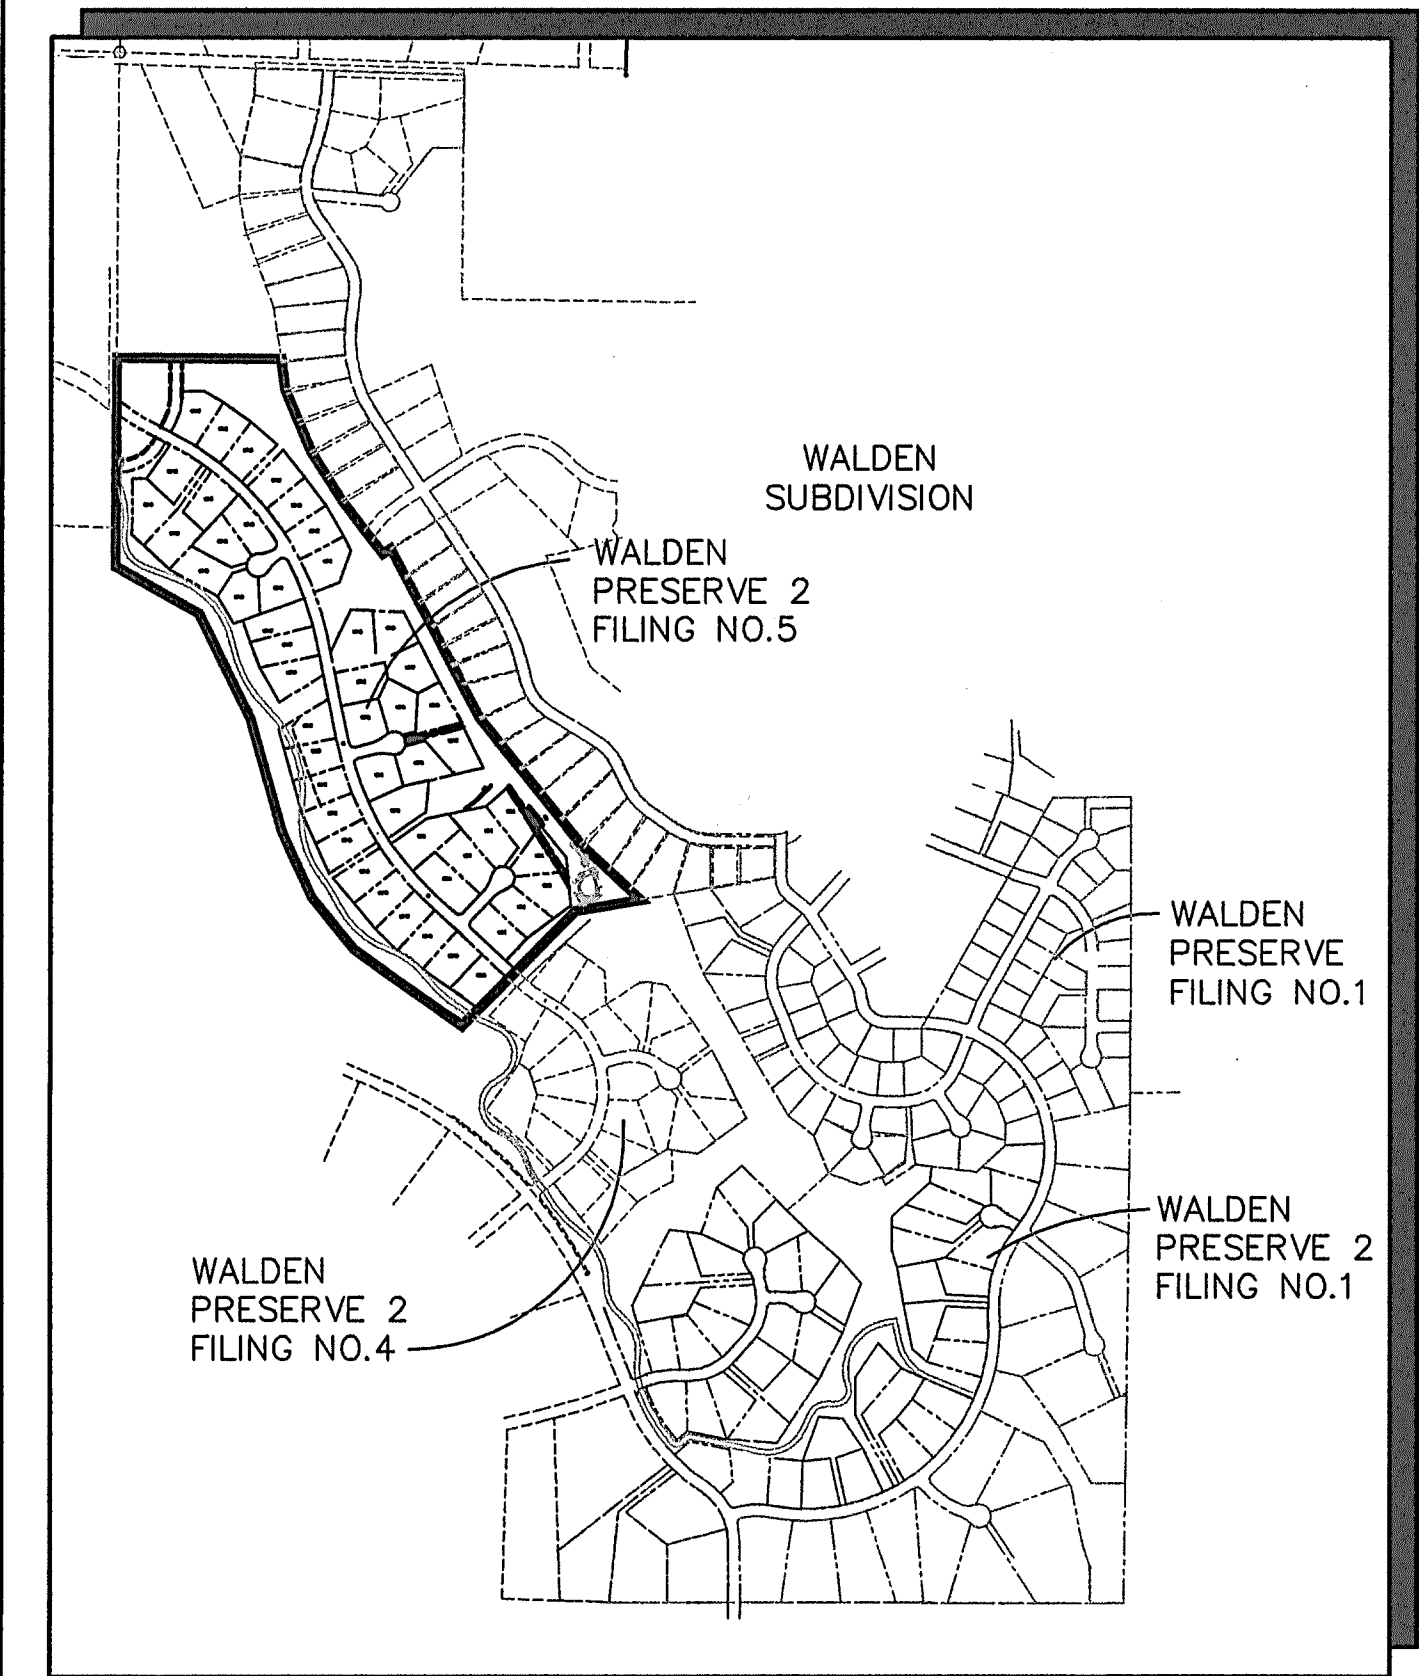 WALDEN
SUBDIVISION
WALDEN
PRESERVE 2
FILING NO.5
WALDEN
PRESERVE
FILING NO.1
WALDEN
PRESERVE 2
FILING NO.1
WALDEN
PRESERVE 2
FILING NO.4